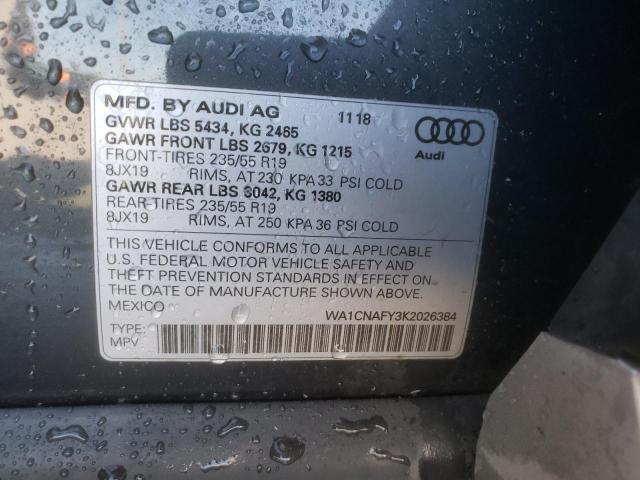 MFD. BY AUDI AG 11 18
GVWR LBS 5434, KG 2465
GAWR FRONT LBS 2679, KG 1215
FRONT-TIRES 235/55 R19
8JX19 RIMS, AT 230 KPA 33 PSI COLD
GAWR REAR LBS 3042, KG 1380
REAR-TIRES 235/55 R19
8JX19 RIMS, AT 250 KPA 36 PSI COLD
Audi
THIS VEHICLE CONFORMS TO ALL APPLICABLE
U.S. FEDERAL MOTOR VEHICLE SAFETY AND
THEFT PREVENTION STANDARDS IN EFFECT ON
THE DATE OF MANUFACTURE SHOWN ABOVE.
MEXICO WA1CNAFY3K2026384
TYPE:
MPV